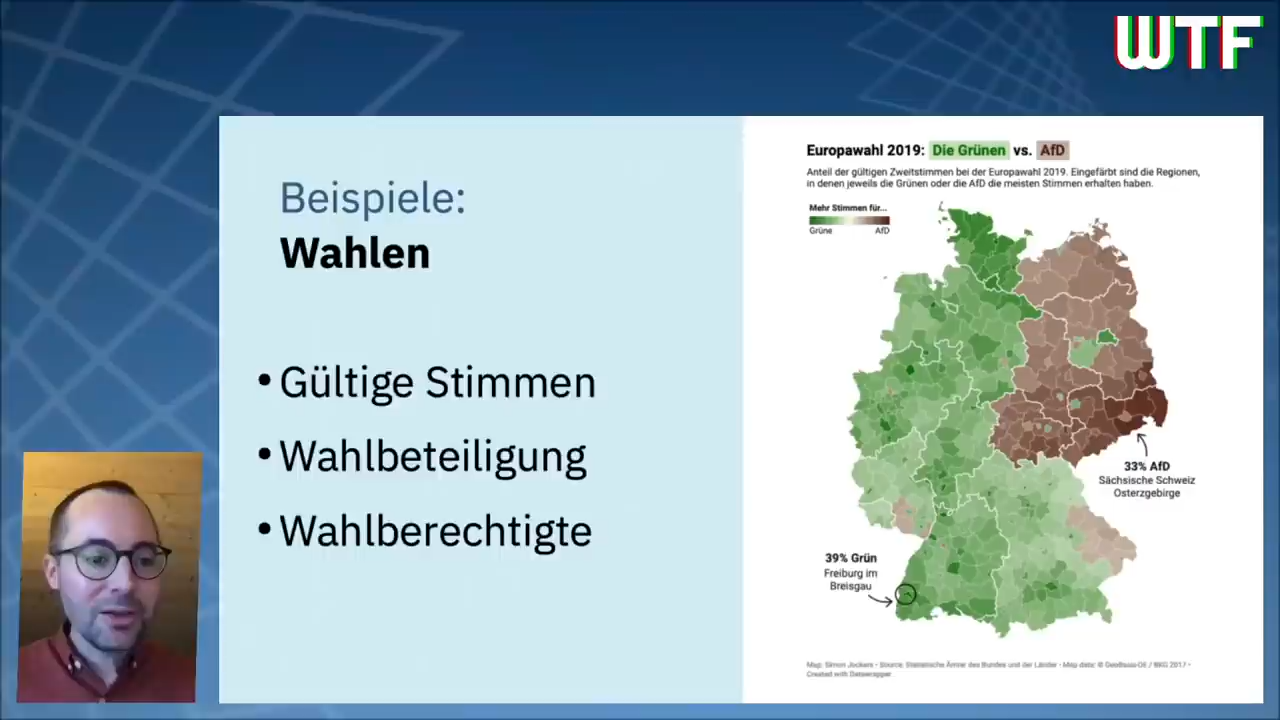 WTF
Beispiele:
Wahlen
• Gültige Stimmen
• Wahlbeteiligung
• Wahlberechtigte
Europawahl 2019: Die Grünen vs. AfD
Anteil der gültigen Zweitstimmen bei der Europawahl 2019. Eingefärbt sind die Regionen,
in denen jeweils die Grünen oder die AfD die meisten Stimmen erhalten haben.
Mehr Stimmen für...
Grüne AfD
33% AfD
Sächsische Schweiz
Osterzgebirge
39% Grün
Freiburg im
Breisgau
Map: Simon Jockers • Source: Statistische Ämter des Bundes und der Länder • Map data: © GeoBasis-DE / BKG 2017 •
Created with Datawrapper